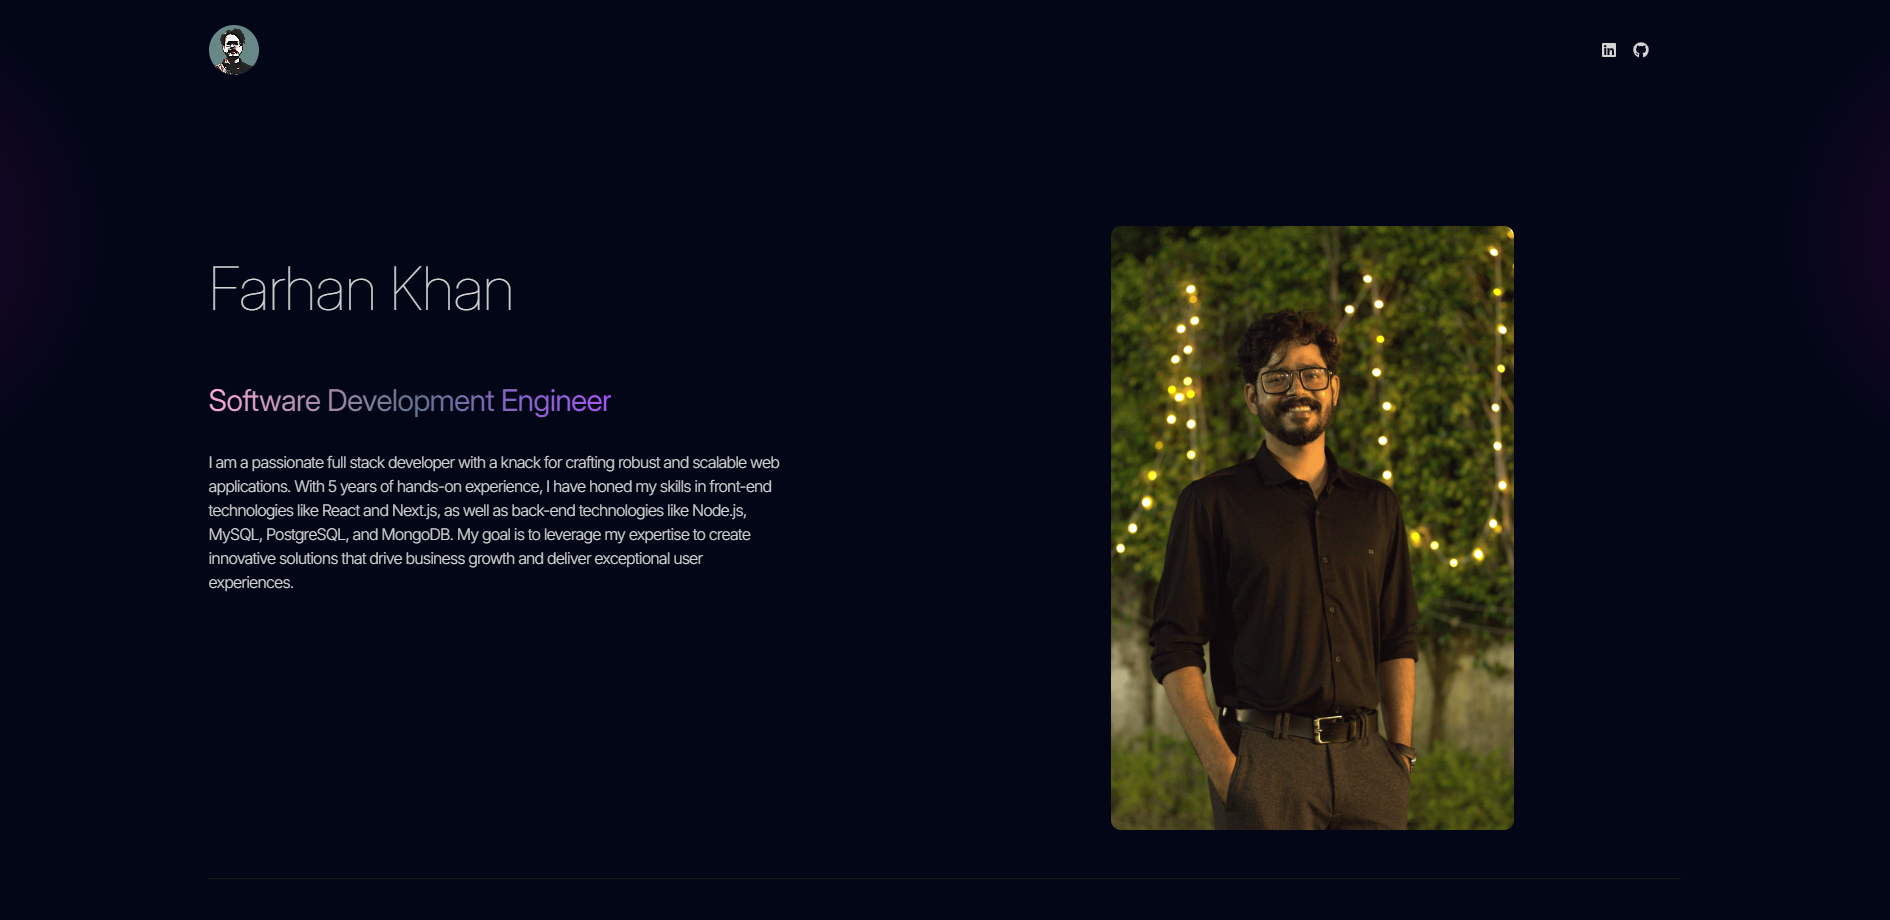 in
Farhan Khan
Software Development Engineer
I am a passionate full stack developer with a knack for crafting robust and scalable web
applications. With 5 years of hands-on experience, I have honed my skills in front-end
technologies like React and Next.js, as well as back-end technologies like Node.js,
MySQL, PostgreSQL, and MongoDB. My goal is to leverage my expertise to create
innovative solutions that drive business growth and deliver exceptional user
experiences.